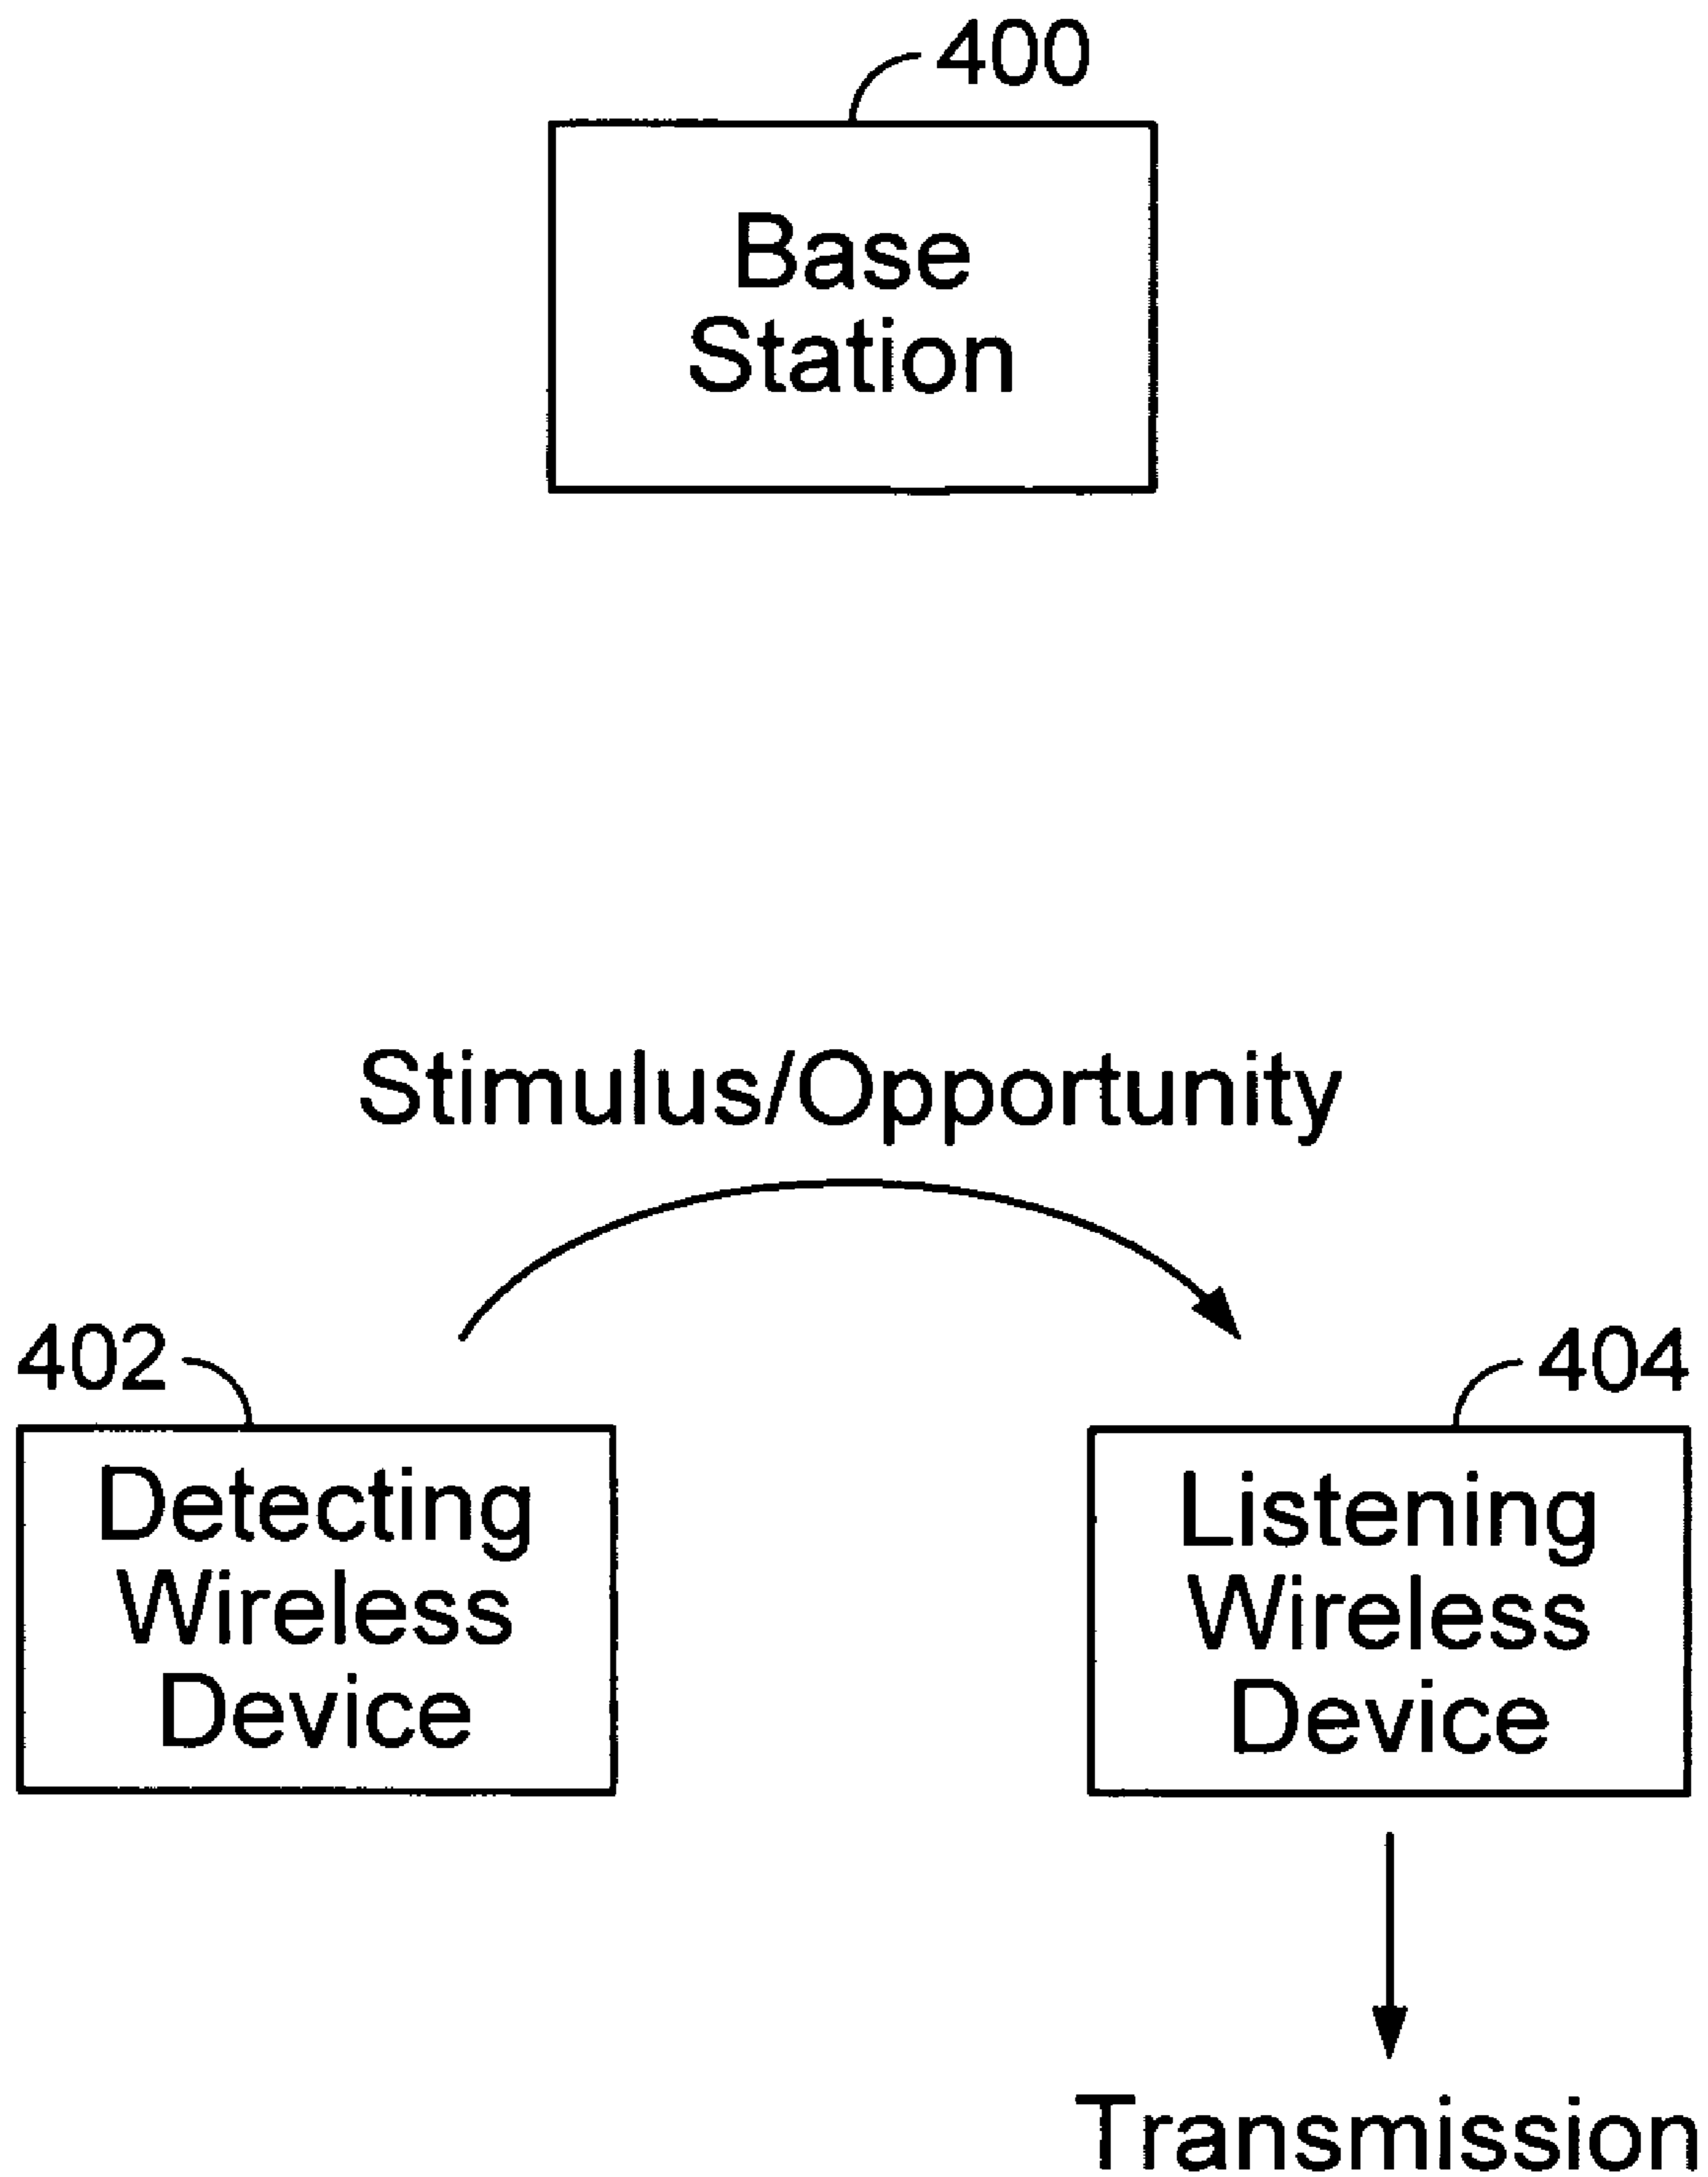 400
Base
Station
Stimulus/Opportunity
402
404
Detecting
Wireless
Device
Listening
Wireless
Device
Transmission